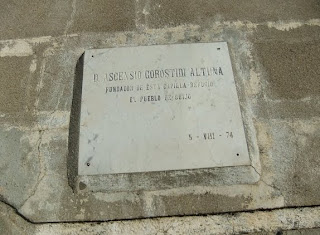 D. ASCENSIO GOROSTIDI ALTUNA
FUNDADOR DE ESTA CAPILLA
EL PUEBLO
5 - VIII - 74